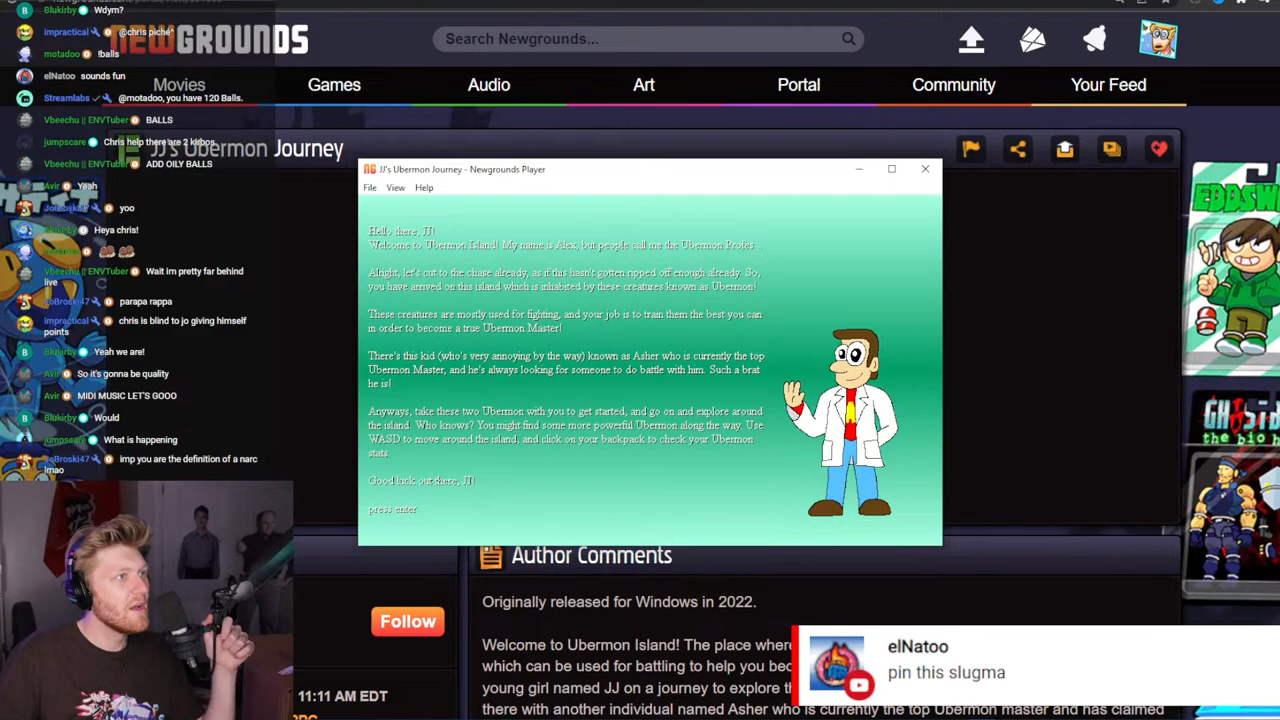 Blukirby Wdym?
impractical @chris piché*
motadoo !balls
elNatoo sounds fun
Streamlabs @motadoo, you have 120 Balls.
Vbeechu || ENVTuber BALLS
jumpscare Chris help there are 2 kirbos
Vbeechu || ENVTuber ADD OILY BALLS
Avir Yeah
yoo
Heya chris!
Vbeechu || ENVTuber Wait im pretty far behind
live
JoBroski47 parapa rappa
impractical chris is blind to jo giving himself
points
Blukirby Yeah we are!
Avir So it's gonna be quality
Avir MIDI MUSIC LET'S GOOO
Blukirby Would
jumpscare What is happening
JoBroski47 imp you are the definition of a narc
lmao
NEWGROUNDS
Search Newgrounds...
Movies Games Audio Art Portal Community Your Feed
JJ's Ubermon Journey
JJ's Ubermon Journey - Newgrounds Player
File View Help
Hello there, JJ!
Welcome to Ubermon Island! My name is Alex, but people call me the Ubermon Profes...
Alright, let's cut to the chase already, as if this hasn't gotten ripped off enough already. So,
you have arrived on this island which is inhabited by these creatures known as Ubermon!
These creatures are mostly used for fighting, and your job is to train them the best you can
in order to become a true Ubermon Master!
There's this kid (who's very annoying by the way) known as Asher who is currently the top
Ubermon Master, and he's always looking for someone to do battle with him. Such a brat
he is!
Anyways, take these two Ubermon with you to get started, and go on and explore around
the island. Who knows? You might find some more powerful Ubermon along the way. Use
WASD to move around the island, and click on your backpack to check your Ubermon
stats.
Good luck out there, JJ!
press enter
EDDSW
GHOST
the bio h
Follow
11:11 AM EDT
Author Comments
Originally released for Windows in 2022.
Welcome to Ubermon Island! The place where
which can be used for battling to help you bec
young girl named JJ on a journey to explore th
there with another individual named Asher who is currently the top Ubermon master and has claimed
elNatoo
pin this slugma